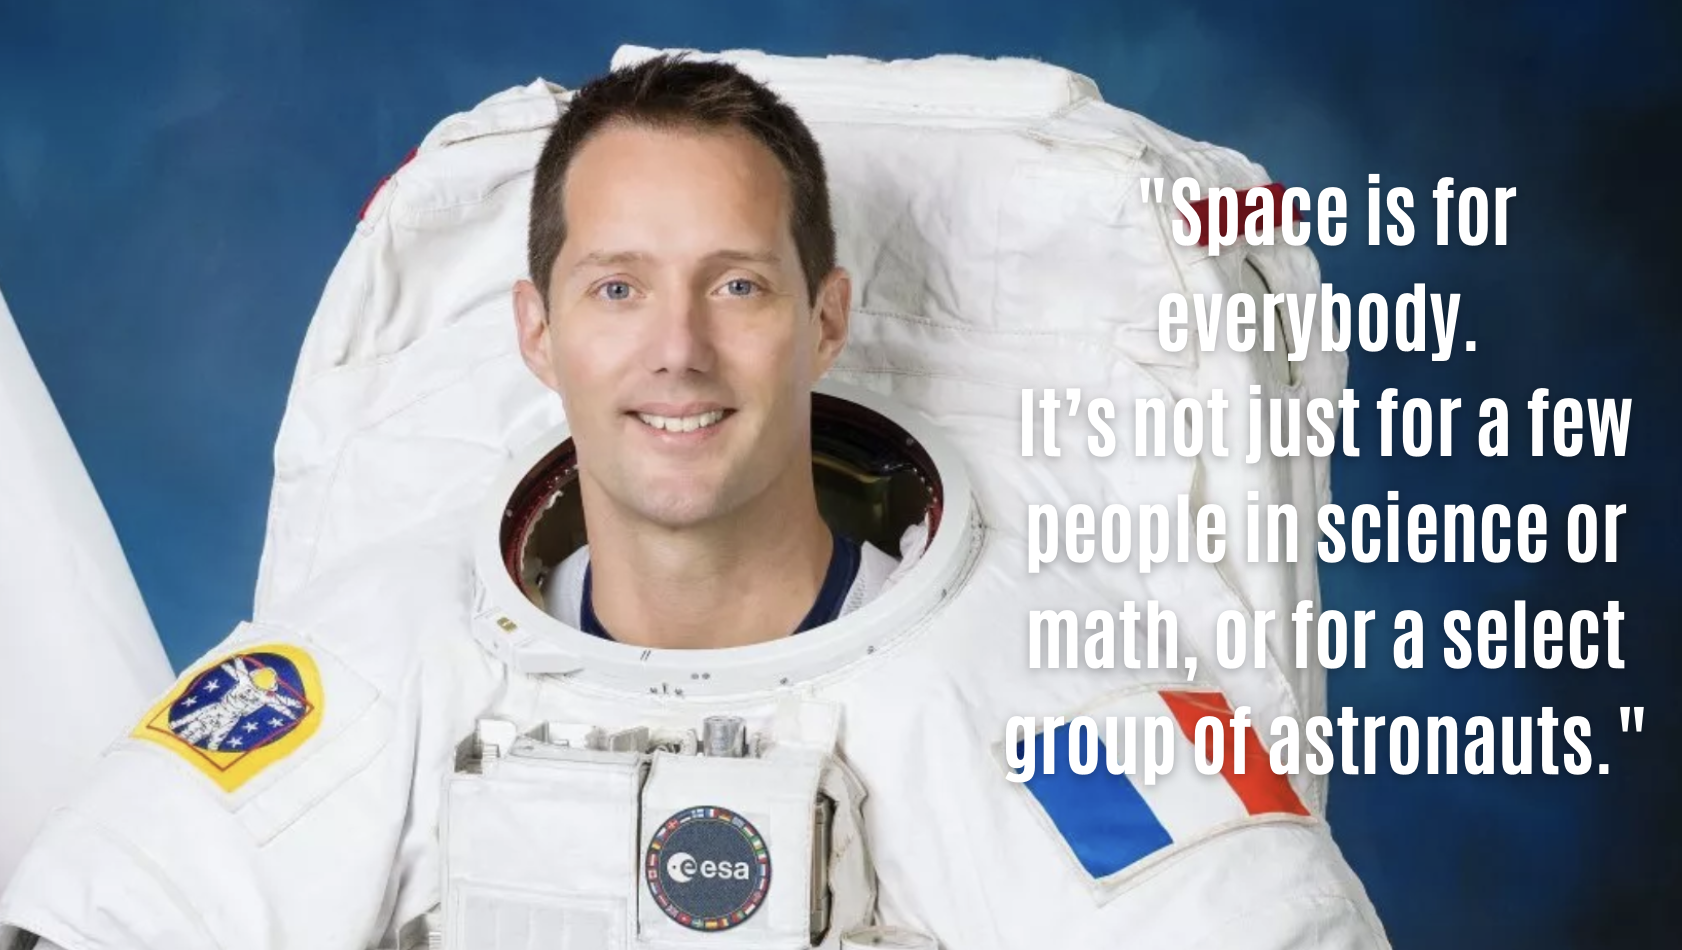 "Space is for
everybody.
It’s not just for a few
people in science or
math, or for a select
group of astronauts."
esa